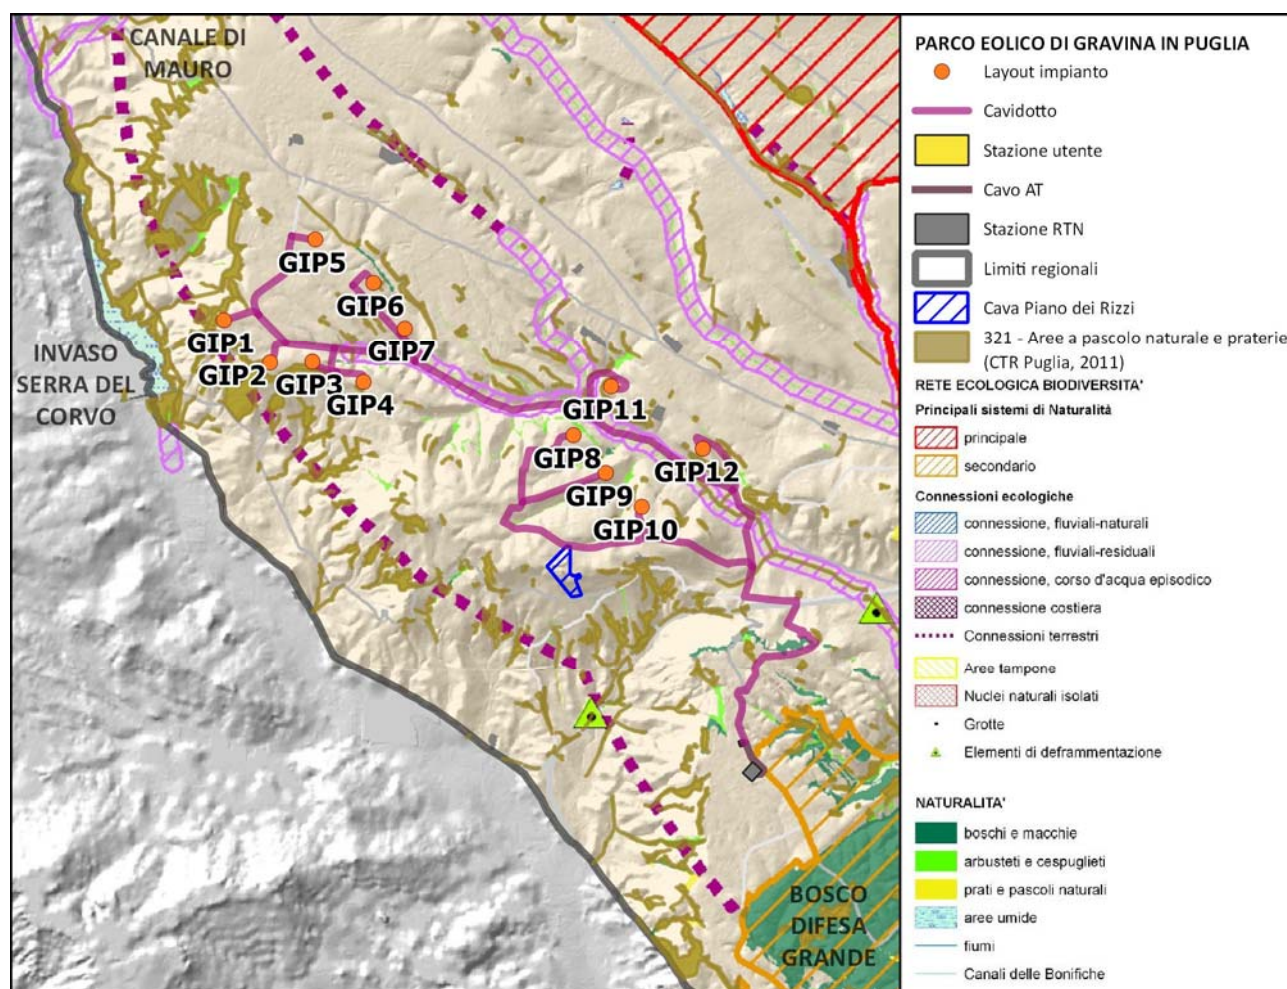 CANALE DI
MAURO
GIP5
GIP6
GIP1
GIP7
GIP2
GIP3
GIP4
INVASO
SERRA DEL
CORVO
GIP11
GIP8
GIP12
GIP9
GIP10
BOSCO
DIFESA
GRANDE
PARCO EOLICO DI GRAVINA IN PUGLIA
Layout impianto
Cavidotto
Stazione utente
Cavo AT
Stazione RTN
Limiti regionali
Cava Piano dei Rizzi
321 - Aree a pascolo naturale e praterie
(CTR Puglia, 2011)
RETE ECOLOGICA BIODIVERSITA'
Principali sistemi di Naturalità
principale
secondario
Connessioni ecologiche
connessione, fluviali-naturali
connessione, fluviali-residuali
connessione, corso d'acqua episodico
connessione costiera
Connessioni terrestri
Aree tampone
Nuclei naturali isolati
Grotte
Elementi di deframmentazione
NATURALITA'
boschi e macchie
arbusteti e cespuglieti
prati e pascoli naturali
aree umide
fiumi
Canali delle Bonifiche